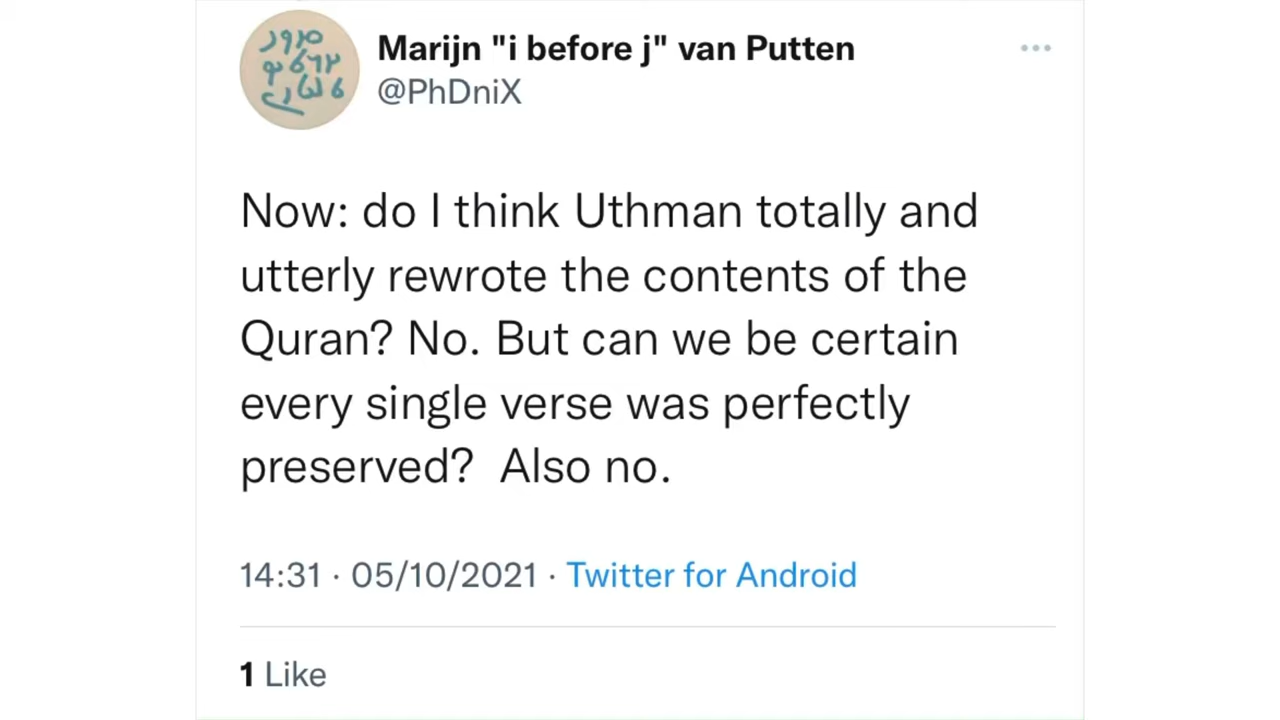 Marijn "i before j" van Putten
@PhDniX
Now: do I think Uthman totally and
utterly rewrote the contents of the
Quran? No. But can we be certain
every single verse was perfectly
preserved?  Also no.
14:31 · 05/10/2021 · Twitter for Android
1 Like